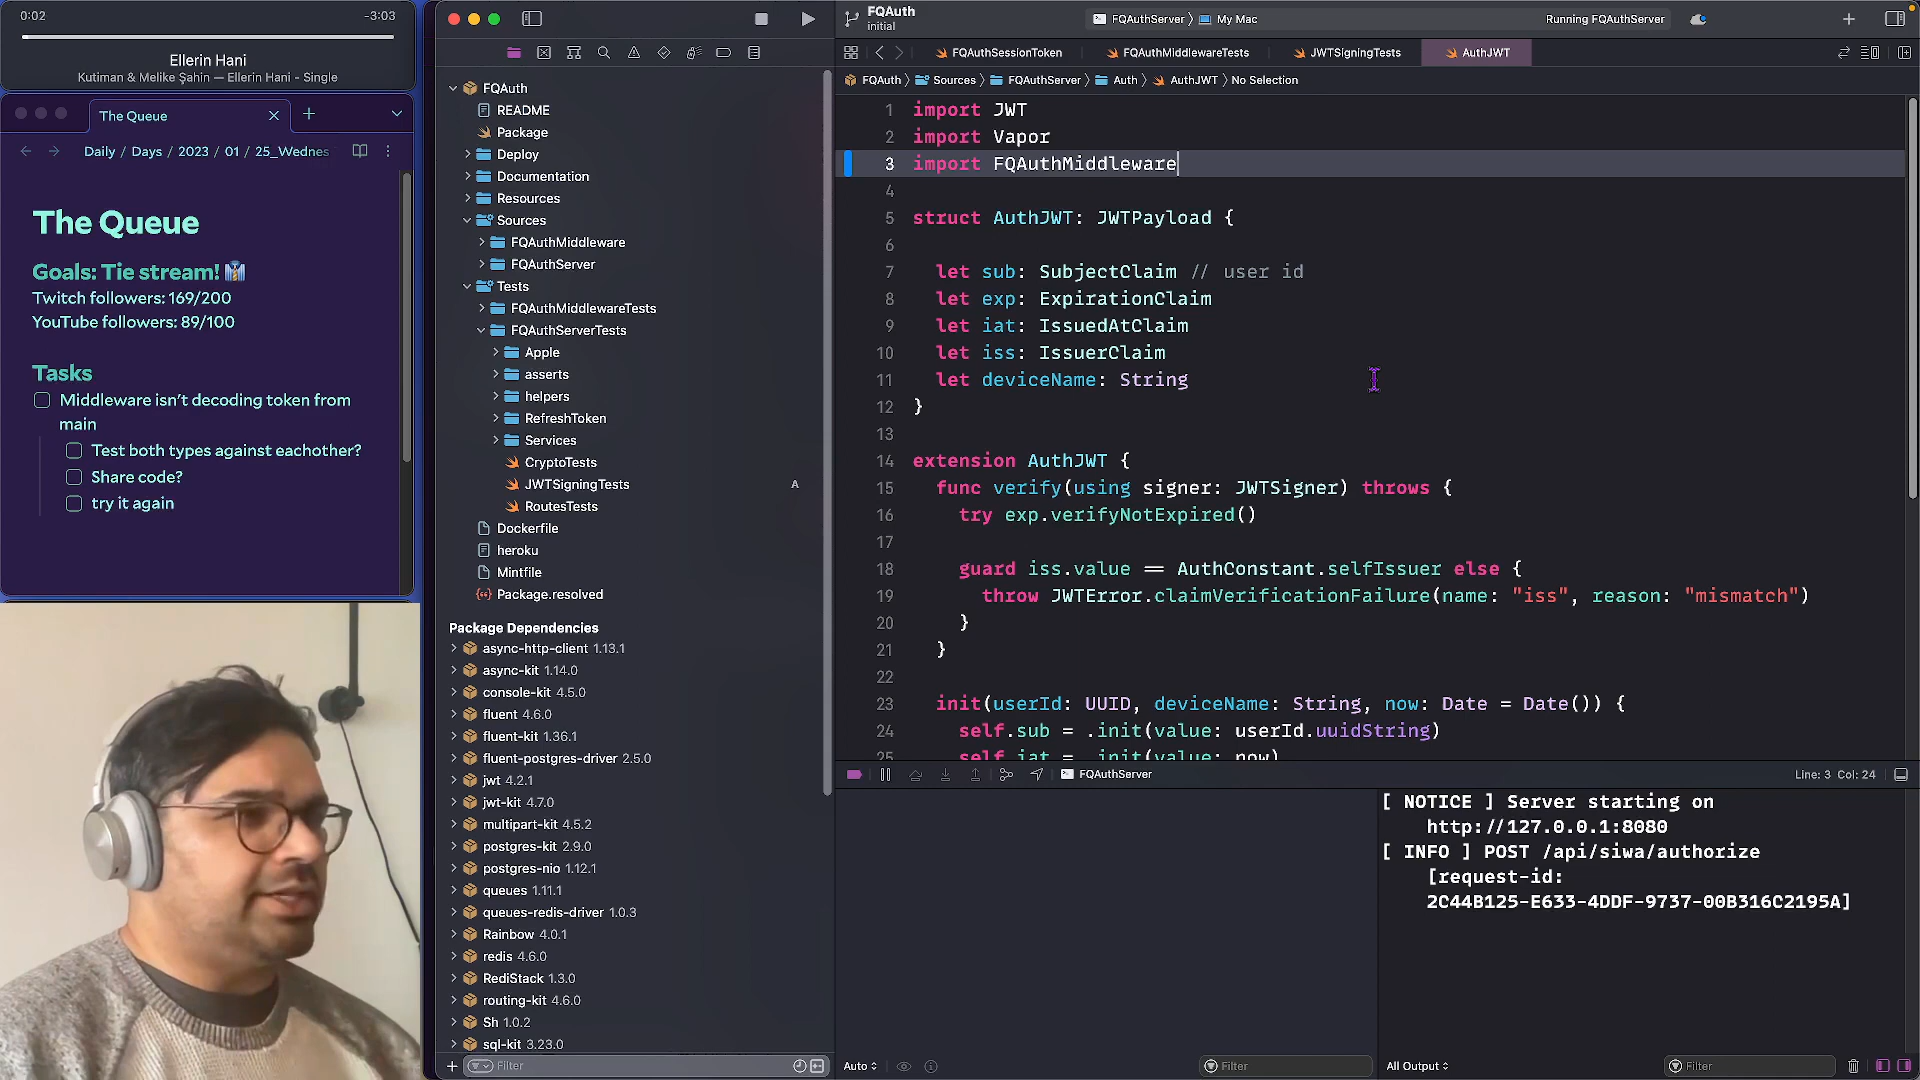 0:02
-3:03
Ellerin Hani
Kutiman & Melike Şahin — Ellerin Hani - Single
The Queue
Daily / Days / 2023 / 01 / 25_Wednes
The Queue
Goals: Tie stream! 👔
Twitch followers: 169/200
YouTube followers: 89/100
Tasks
Middleware isn’t decoding token from
main
Test both types against eachother?
Share code?
try it again
FQAuth
README
Package
Deploy
Documentation
Resources
Sources
FQAuthMiddleware
FQAuthServer
Tests
FQAuthMiddlewareTests
FQAuthServerTests
Apple
asserts
helpers
RefreshToken
Services
CryptoTests
JWTSigningTests A
RoutesTests
Dockerfile
heroku
Mintfile
Package.resolved
Package Dependencies
async-http-client 1.13.1
async-kit 1.14.0
console-kit 4.5.0
fluent 4.6.0
fluent-kit 1.36.1
fluent-postgres-driver 2.5.0
jwt 4.2.1
jwt-kit 4.7.0
multipart-kit 4.5.2
postgres-kit 2.9.0
postgres-nio 1.12.1
queues 1.11.1
queues-redis-driver 1.0.3
Rainbow 4.0.1
redis 4.6.0
RediStack 1.3.0
routing-kit 4.6.0
Sh 1.0.2
sql-kit 3.23.0
Filter
FQAuth
initial
FQAuthServer > My Mac
Running FQAuthServer
FQAuthSessionToken
FQAuthMiddlewareTests
JWTSigningTests
AuthJWT
FQAuth > Sources > FQAuthServer > Auth > AuthJWT > No Selection
1 import JWT
2 import Vapor
3 import FQAuthMiddleware
4
5 struct AuthJWT: JWTPayload {
6
7 let sub: SubjectClaim // user id
8 let exp: ExpirationClaim
9 let iat: IssuedAtClaim
10 let iss: IssuerClaim
11 let deviceName: String
12 }
13
14 extension AuthJWT {
15 func verify(using signer: JWTSigner) throws {
16 try exp.verifyNotExpired()
17
18 guard iss.value == AuthConstant.selfIssuer else {
19 throw JWTError.claimVerificationFailure(name: "iss", reason: "mismatch")
20 }
21 }
22
23 init(userId: UUID, deviceName: String, now: Date = Date()) {
24 self.sub = .init(value: userId.uuidString)
25 self.iat = .init(value: now)
FQAuthServer
Line: 3 Col: 24
[ NOTICE ] Server starting on
http://127.0.0.1:8080
[ INFO ] POST /api/siwa/authorize
[request-id:
2C44B125-E633-4DDF-9737-00B316C2195A]
Auto
Filter
All Output
Filter